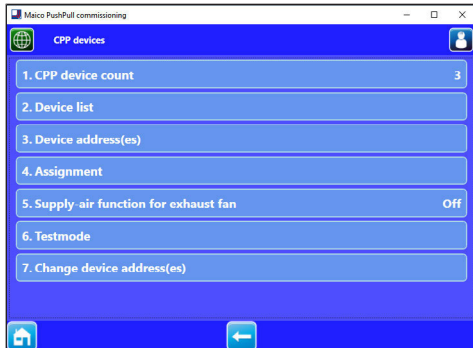 Maico PushPull commissioning
CPP devices
1. CPP device count 3
2. Device list
3. Device address(es)
4. Assignment
5. Supply-air function for exhaust fan Off
6. Testmode
7. Change device address(es)